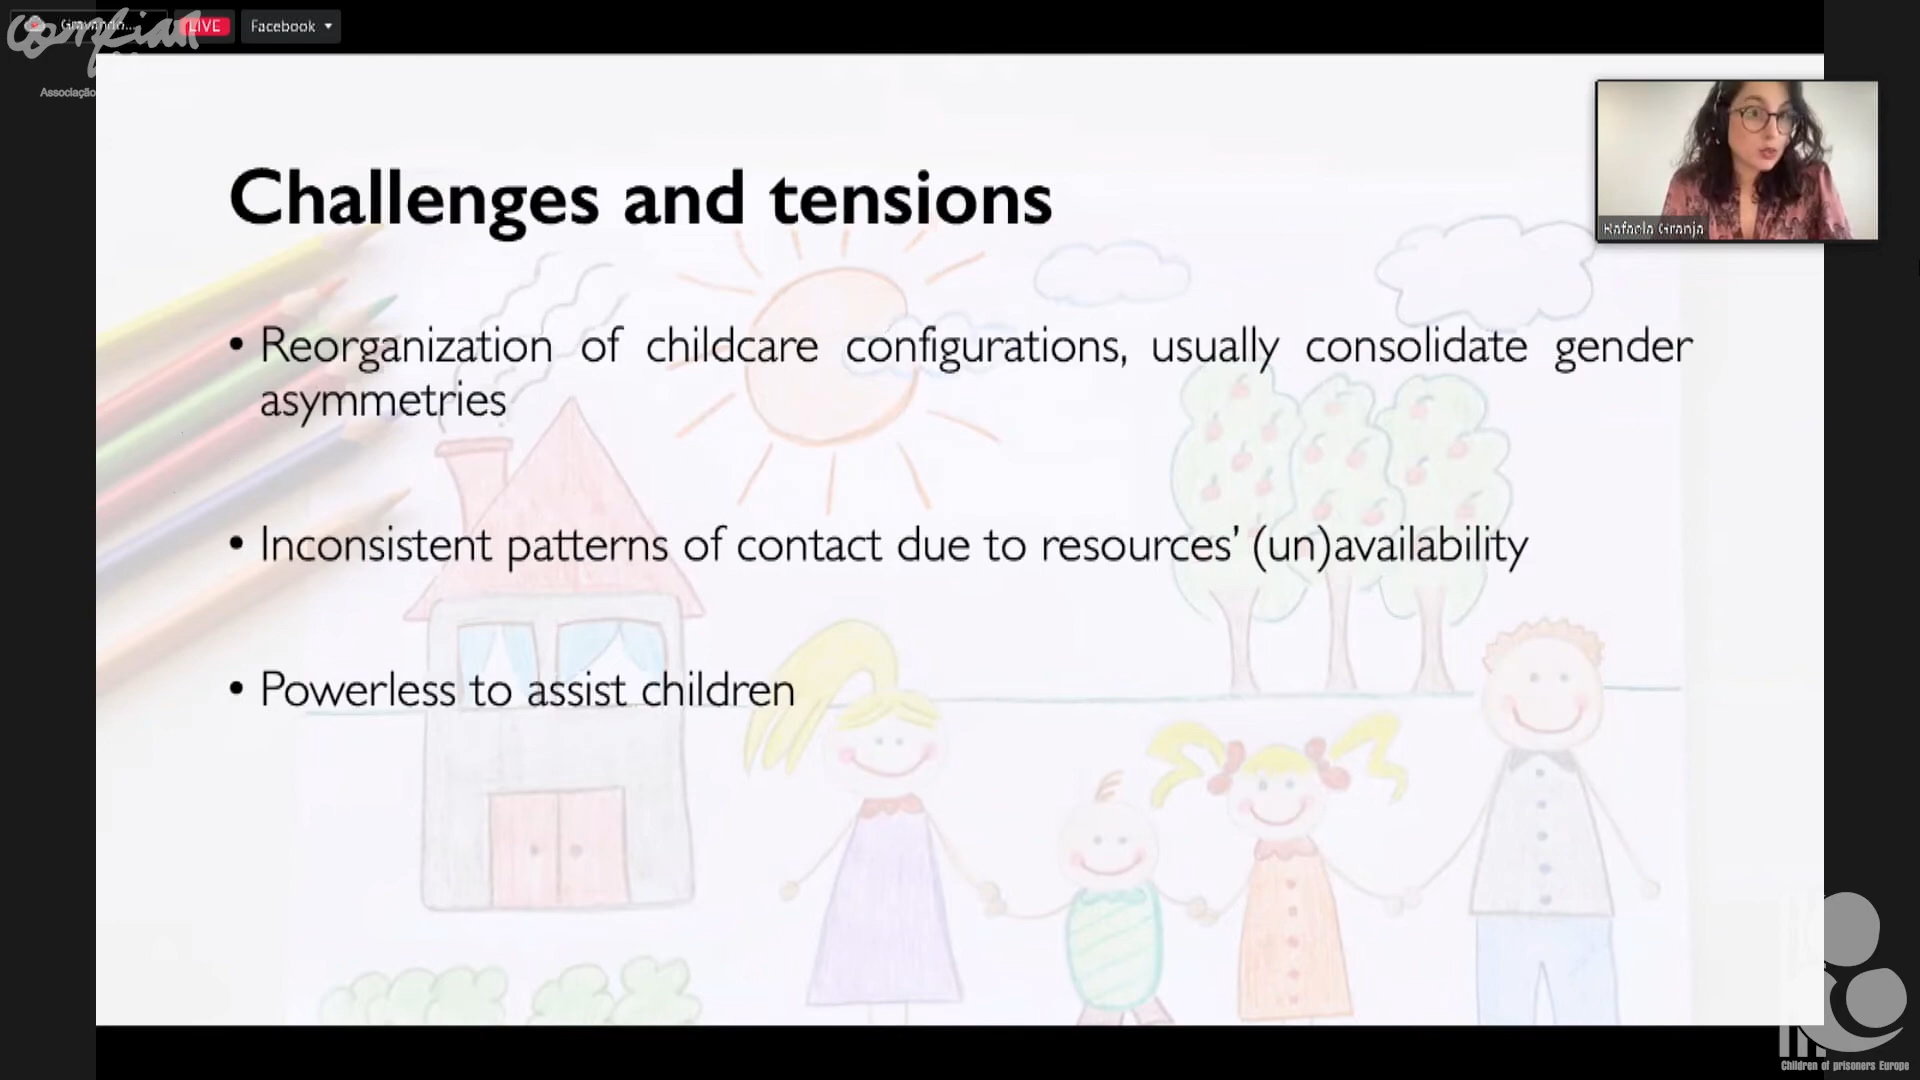 Gravando...
LIVE
Facebook
confiar
Associação
Challenges and tensions
Rafaela Granja
• Reorganization of childcare configurations, usually consolidate gender
asymmetries
• Inconsistent patterns of contact due to resources’ (un)availability
• Powerless to assist children
Children of prisoners Europe